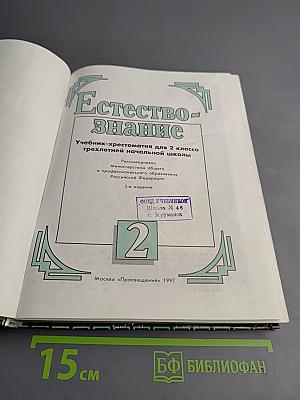 Естество-
знание
Учебник-хрестоматия для 2 класса
трехлетней начальной школы
Рекомендовано
Министерством общего
и профессионального образования
Российской Федерации
2-е издание
ФОНД УЧЕБНИКОВ
Школа № 46
г. Мурманск
2
Москва «Просвещение» 1997
15 см
БФ БИБЛИОФАН